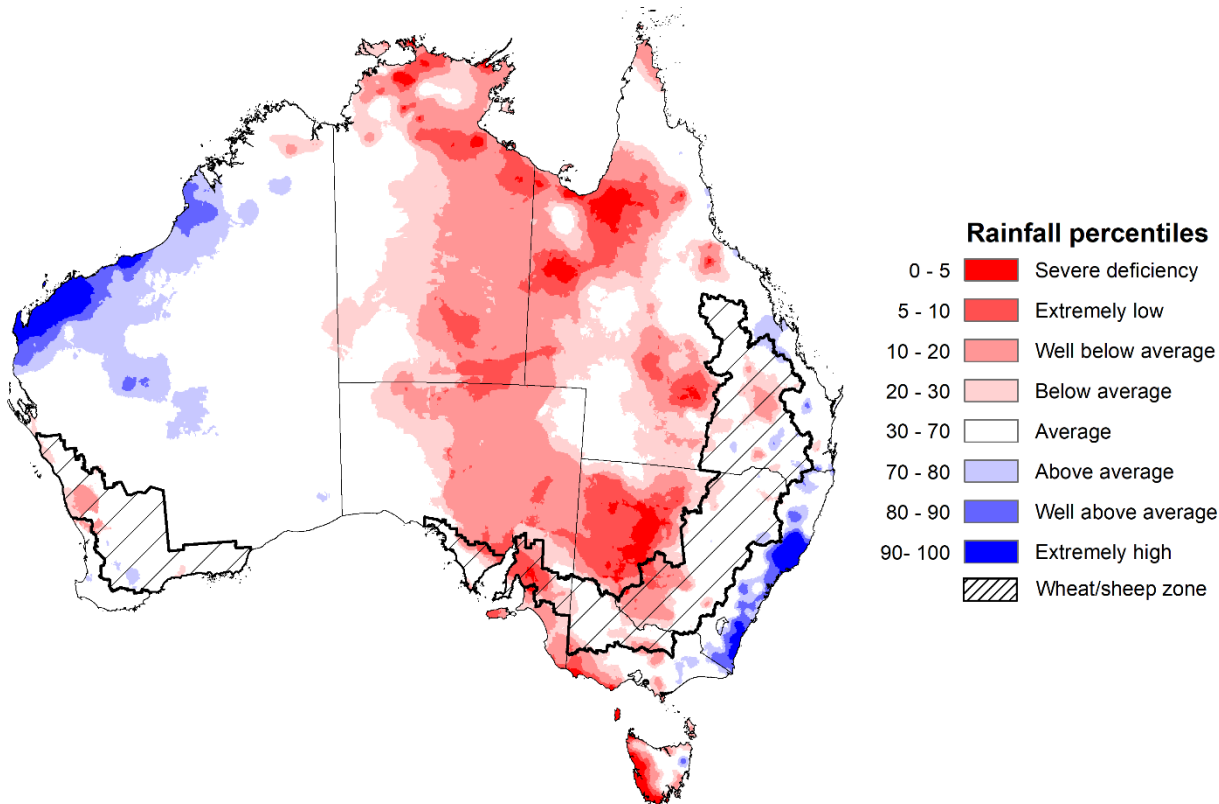 Rainfall percentiles
0 - 5 Severe deficiency
5 - 10 Extremely low
10 - 20 Well below average
20 - 30 Below average
30 - 70 Average
70 - 80 Above average
80 - 90 Well above average
90- 100 Extremely high
Wheat/sheep zone